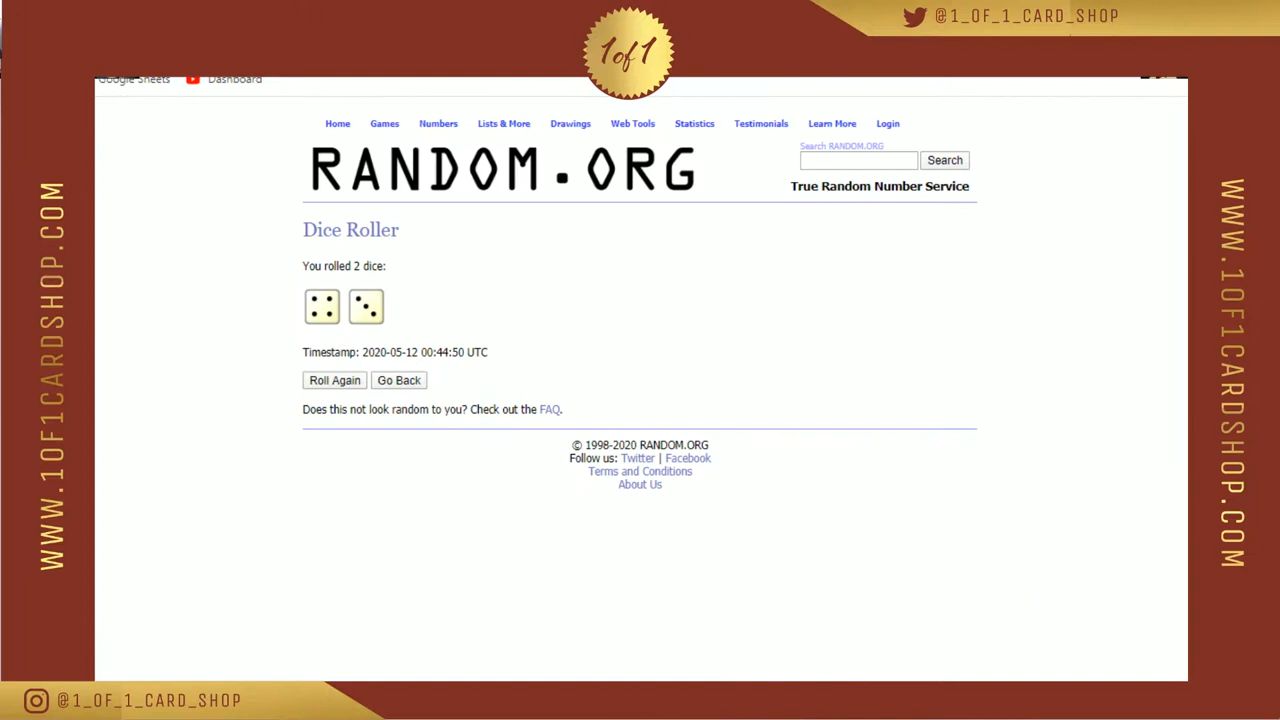 @1_OF_1_CARD_SHOP
1of1
Google Sheets Dashboard
Home Games Numbers Lists & More Drawings Web Tools Statistics Testimonials Learn More Login
RANDOM.ORG
Search RANDOM.ORG
Search
True Random Number Service
Dice Roller
You rolled 2 dice:
Timestamp: 2020-05-12 00:44:50 UTC
Roll Again Go Back
Does this not look random to you? Check out the FAQ.
© 1998-2020 RANDOM.ORG
Follow us: Twitter | Facebook
Terms and Conditions
About Us
WWW.1OF1CARDSHOP.COM
WWW.1OF1CARDSHOP.COM
@1_OF_1_CARD_SHOP